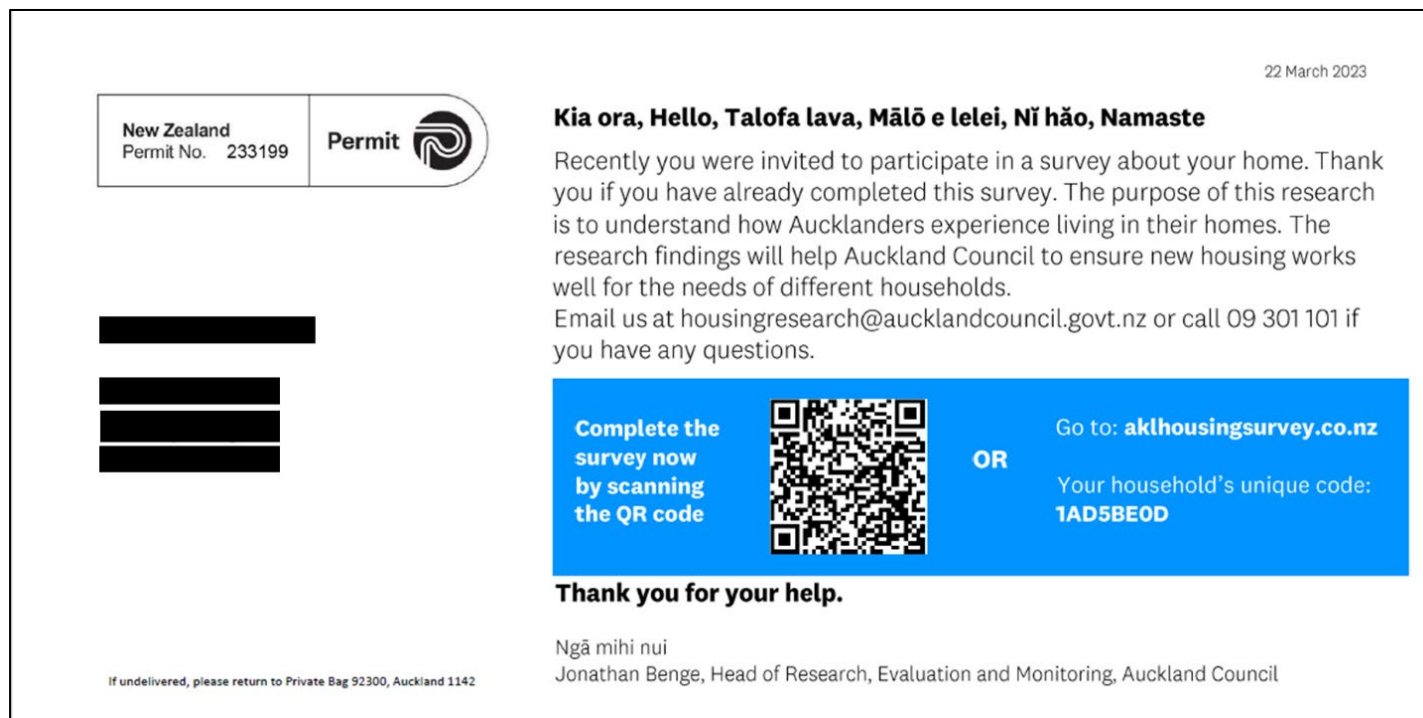 22 March 2023
New Zealand
Permit No. 233199
Permit
Kia ora, Hello, Talofa lava, Mālō e lelei, Nĭ hăo, Namaste
Recently you were invited to participate in a survey about your home. Thank
you if you have already completed this survey. The purpose of this research
is to understand how Aucklanders experience living in their homes. The
research findings will help Auckland Council to ensure new housing works
well for the needs of different households.
Email us at housingresearch@aucklandcouncil.govt.nz or call 09 301 101 if
you have any questions.
Complete the
survey now
by scanning
the QR code
OR
Go to: aklhousingsurvey.co.nz
Your household's unique code:
1AD5BE0D
Thank you for your help.
Ngā mihi nui
Jonathan Benge, Head of Research, Evaluation and Monitoring, Auckland Council
If undelivered, please return to Private Bag 92300, Auckland 1142